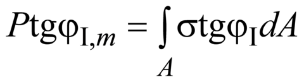 Ptgφ_{I,m} = ∫_A σtgφ_I dA